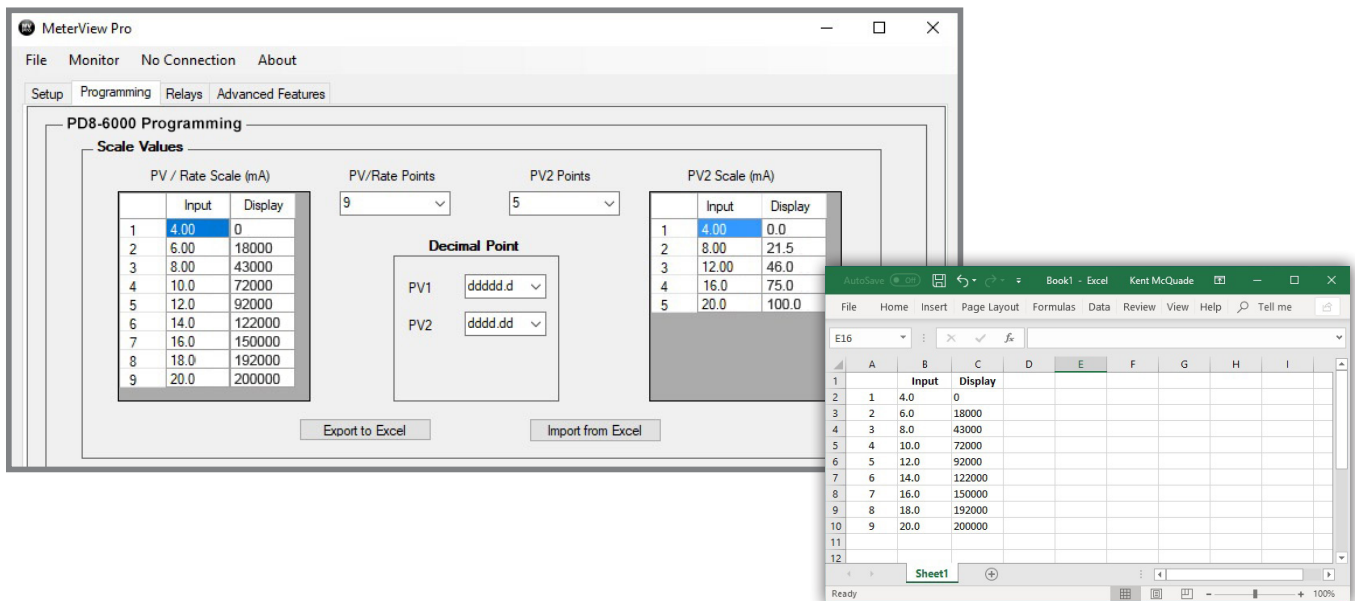 MeterView Pro
File Monitor No Connection About
Setup Programming Relays Advanced Features
PD8-6000 Programming
Scale Values
PV / Rate Scale (mA) PV/Rate Points PV2 Points PV2 Scale (mA)
Input Display
1 4.00 0
2 6.00 18000
3 8.00 43000
4 10.0 72000
5 12.0 92000
6 14.0 122000
7 16.0 150000
8 18.0 192000
9 20.0 200000
9
5
Decimal Point
PV1 ddddd.d
PV2 dddd.dd
Input Display
1 4.00 0.0
2 8.00 21.5
3 12.00 46.0
4 16.0 75.0
5 20.0 100.0
Export to Excel Import from Excel
AutoSave Off Book1 - Excel Kent McQuade
File Home Insert Page Layout Formulas Data Review View Help Tell me
E16 fx
A B C D E F G H I
1 Input Display
2 1 4.0 0
3 2 6.0 18000
4 3 8.0 43000
5 4 10.0 72000
6 5 12.0 92000
7 6 14.0 122000
8 7 16.0 150000
9 8 18.0 192000
10 9 20.0 200000
11
12
Sheet1
Ready 100%